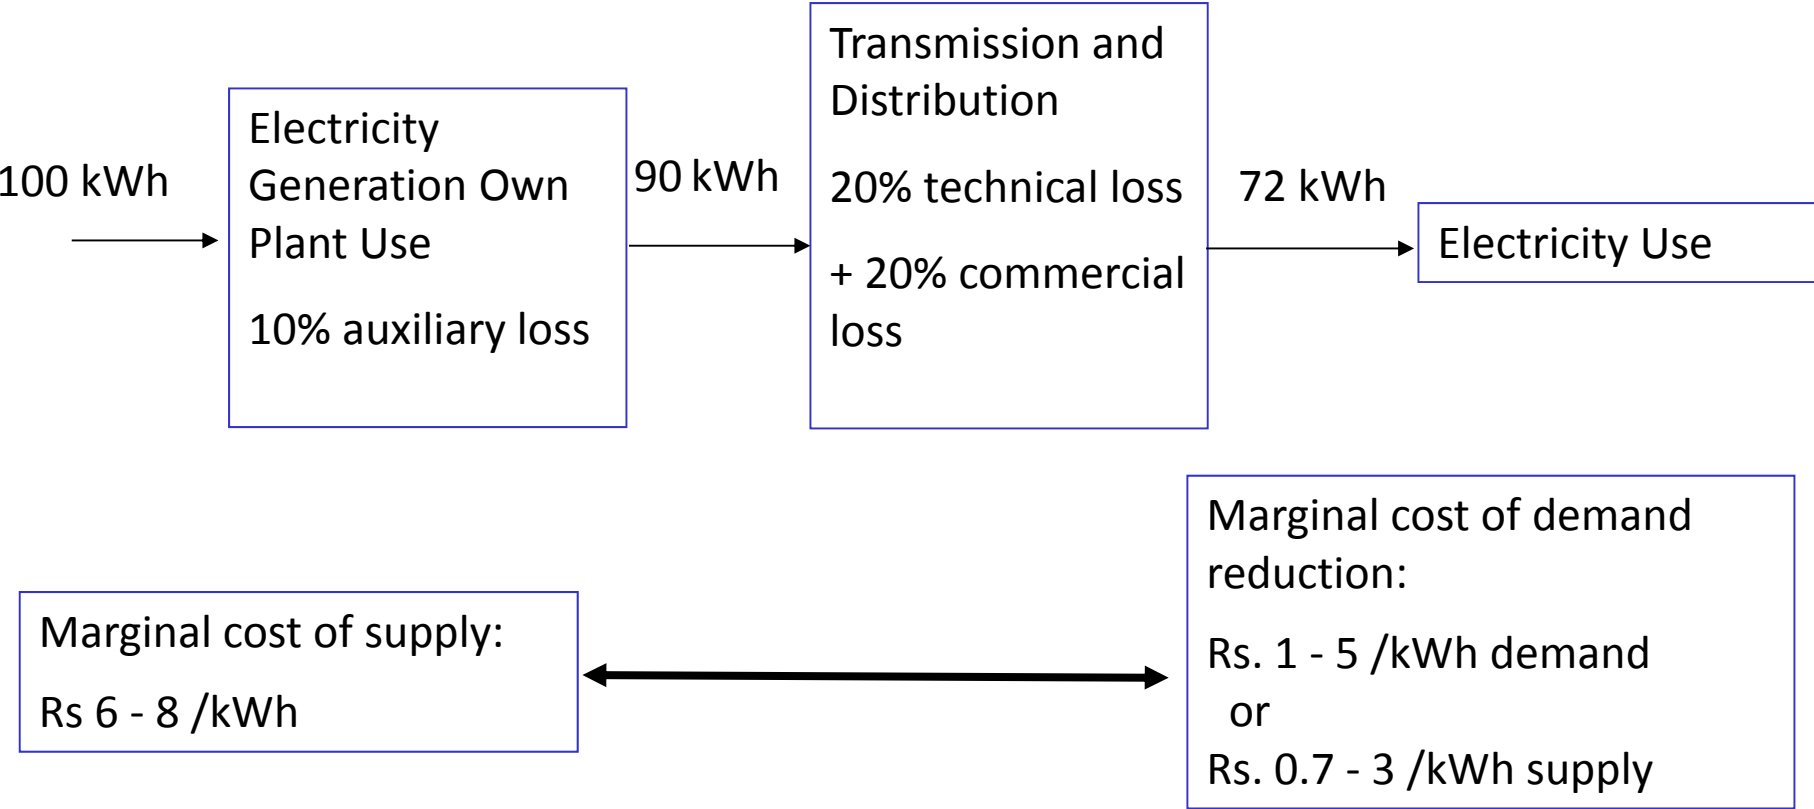 100 kWh
Electricity
Generation Own
Plant Use
10% auxiliary loss
90 kWh
Transmission and
Distribution
20% technical loss
+ 20% commercial
loss
72 kWh
Electricity Use
Marginal cost of supply:
Rs 6 - 8 /kWh
Marginal cost of demand
reduction:
Rs. 1 - 5 /kWh demand
or
Rs. 0.7 - 3 /kWh supply